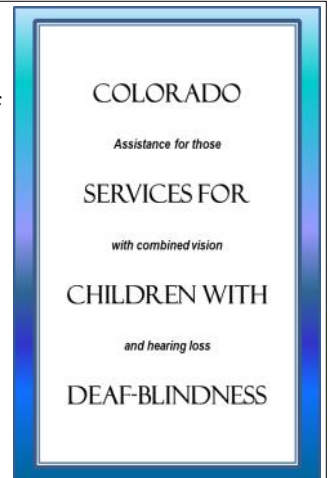 COLORADO
Assistance for those
SERVICES FOR
with combined vision
CHILDREN WITH
and hearing loss
DEAF-BLINDNESS